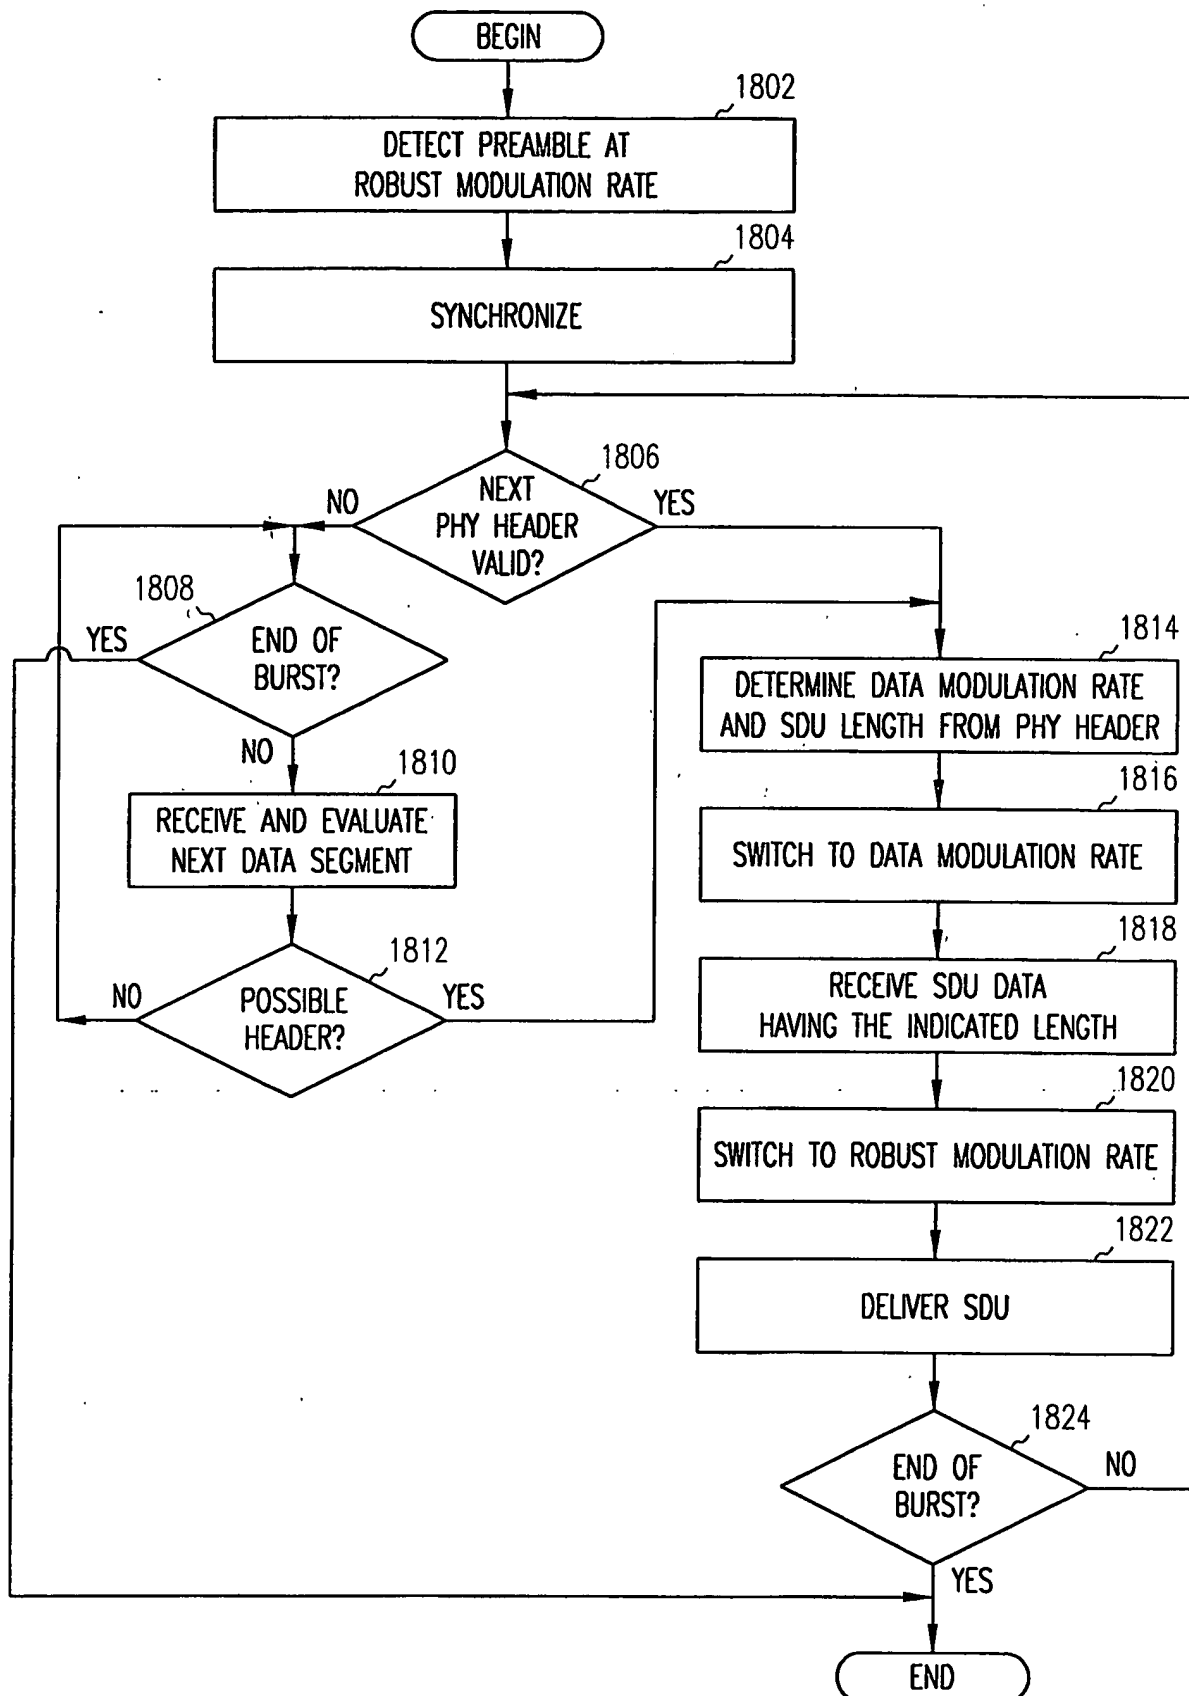 BEGIN
1802
DETECT PREAMBLE AT
ROBUST MODULATION RATE
1804
SYNCHRONIZE
1806
NEXT
PHY HEADER
VALID?
NO
YES
1808
END OF
BURST?
YES
NO
1810
RECEIVE AND EVALUATE
NEXT DATA SEGMENT
1812
POSSIBLE
HEADER?
NO
YES
1814
DETERMINE DATA MODULATION RATE
AND SDU LENGTH FROM PHY HEADER
1816
SWITCH TO DATA MODULATION RATE
1818
RECEIVE SDU DATA
HAVING THE INDICATED LENGTH
1820
SWITCH TO ROBUST MODULATION RATE
1822
DELIVER SDU
1824
END OF
BURST?
NO
YES
END